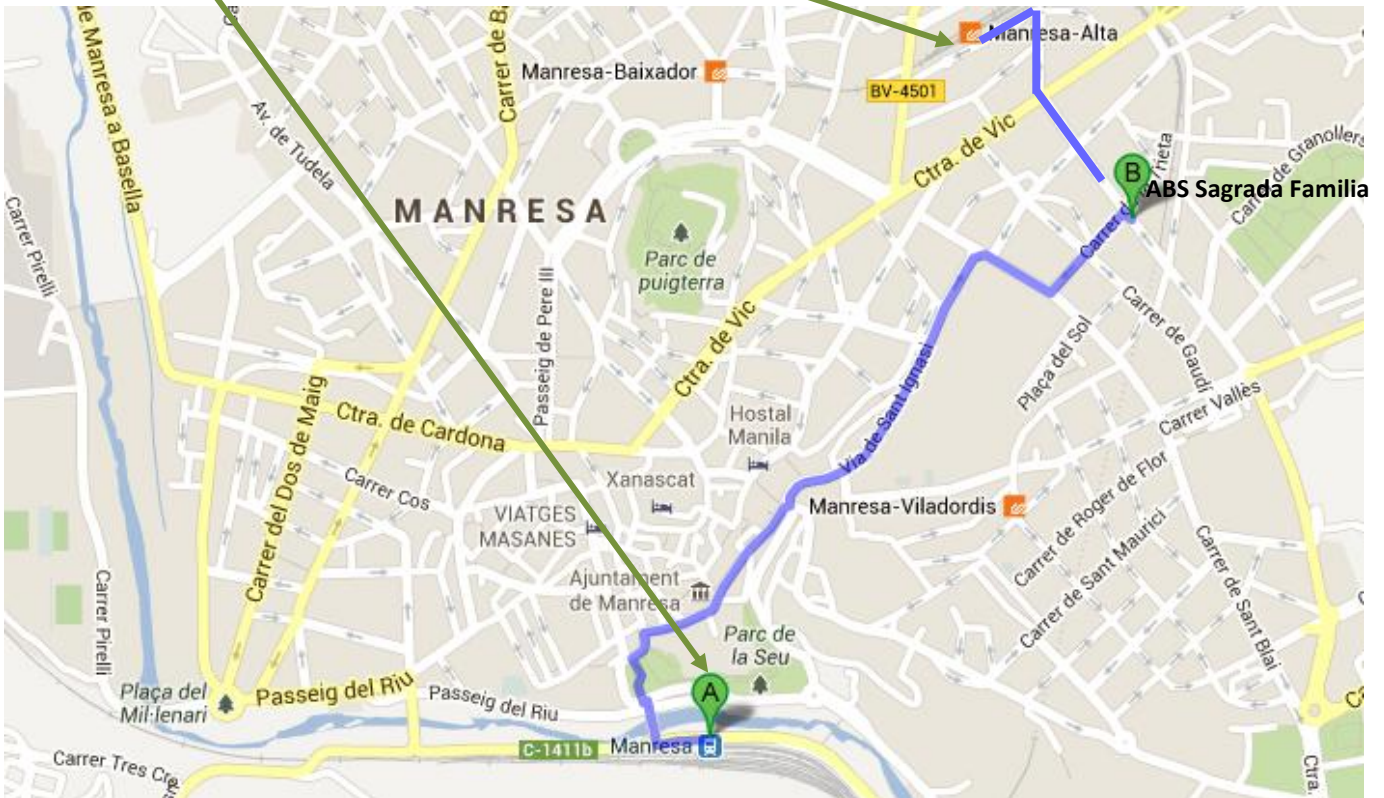 Manresa-Alta
Manresa-Baixador
BV-4501
de Manresa a Basella
Av. de Tudela
Carrer de B
Ctra. de Vic
B
ABS Sagrada Familia
Carrer de Granollers
MANRESA
Carrer Pirelli
Parc de
puigterra
Passeig de Pere III
Ctra. de Vic
Via de Sant Ignasi
Carrer de Gaudí
Plaça del Sol
Carrer Vallès
Carrer del Dos de Maig
Ctra. de Cardona
Hostal
Manila
Carrer Cos
Xanascat
VIATGES
MASANES
Manresa-Viladordis
Carrer de Roger de Flor
Carrer de Sant Maurici
Carrer de Sant Blai
Ajuntament
de Manresa
Carrer Pirelli
Parc de
la Seu
A
Plaça del
Mil·lenari
Passeig del Riu
Passeig del Riu
C-1411b
Manresa
Carrer Tres Cre
Ctra.